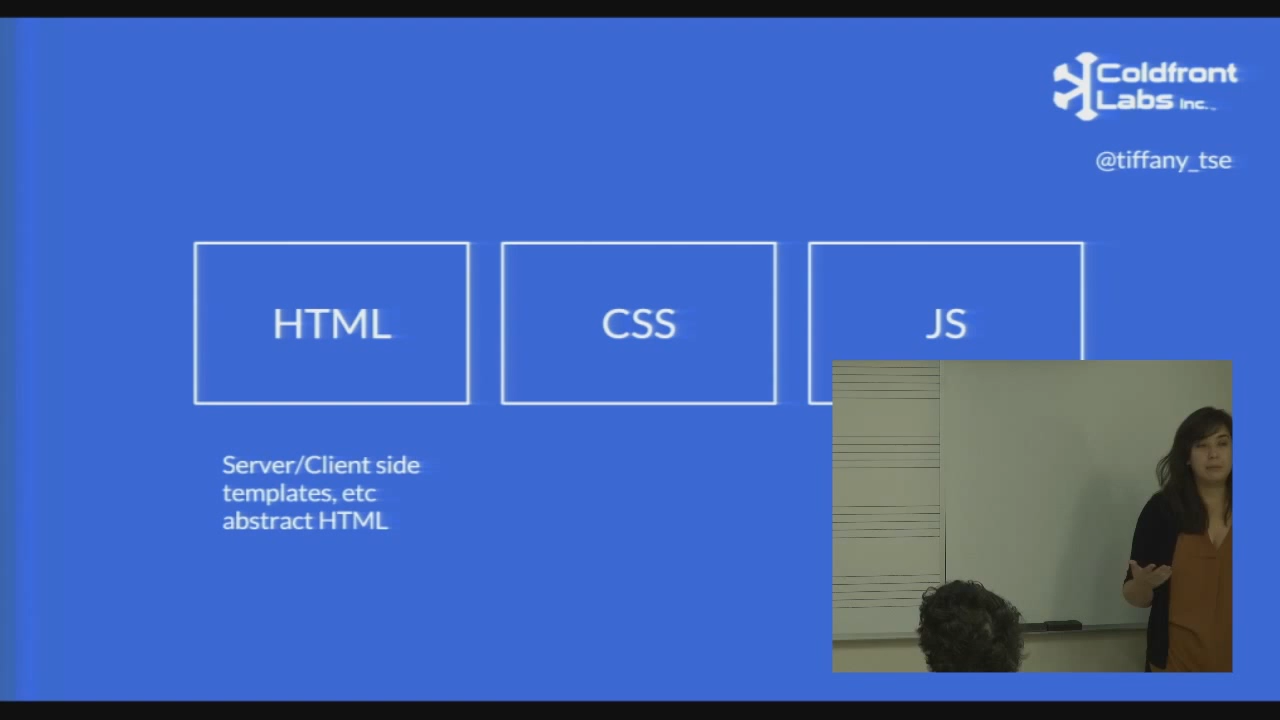 Coldfront
Labs Inc.
@tiffany_tse
HTML
CSS
JS
Server/Client side
templates, etc
abstract HTML